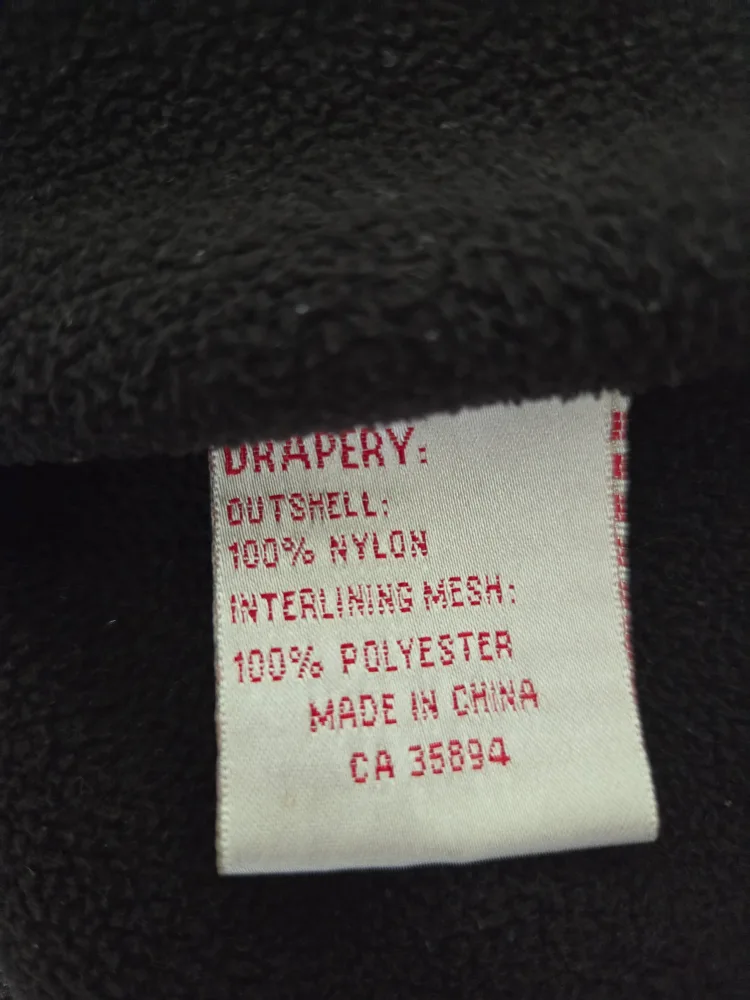 DRAPERY:
OUTSHELL:
100% NYLON
INTERLINING MESH:
100% POLYESTER
MADE IN CHINA
CA 35894